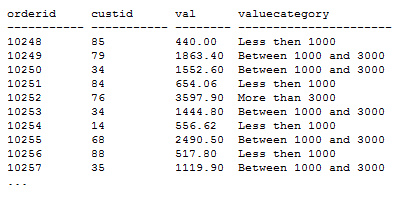 orderid custid val valuecategory
----------- ----------- -------- ----------------------
10248 85 440.00 Less then 1000
10249 79 1863.40 Between 1000 and 3000
10250 34 1552.60 Between 1000 and 3000
10251 84 654.06 Less then 1000
10252 76 3597.90 More than 3000
10253 34 1444.80 Between 1000 and 3000
10254 14 556.62 Less then 1000
10255 68 2490.50 Between 1000 and 3000
10256 88 517.80 Less then 1000
10257 35 1119.90 Between 1000 and 3000
...